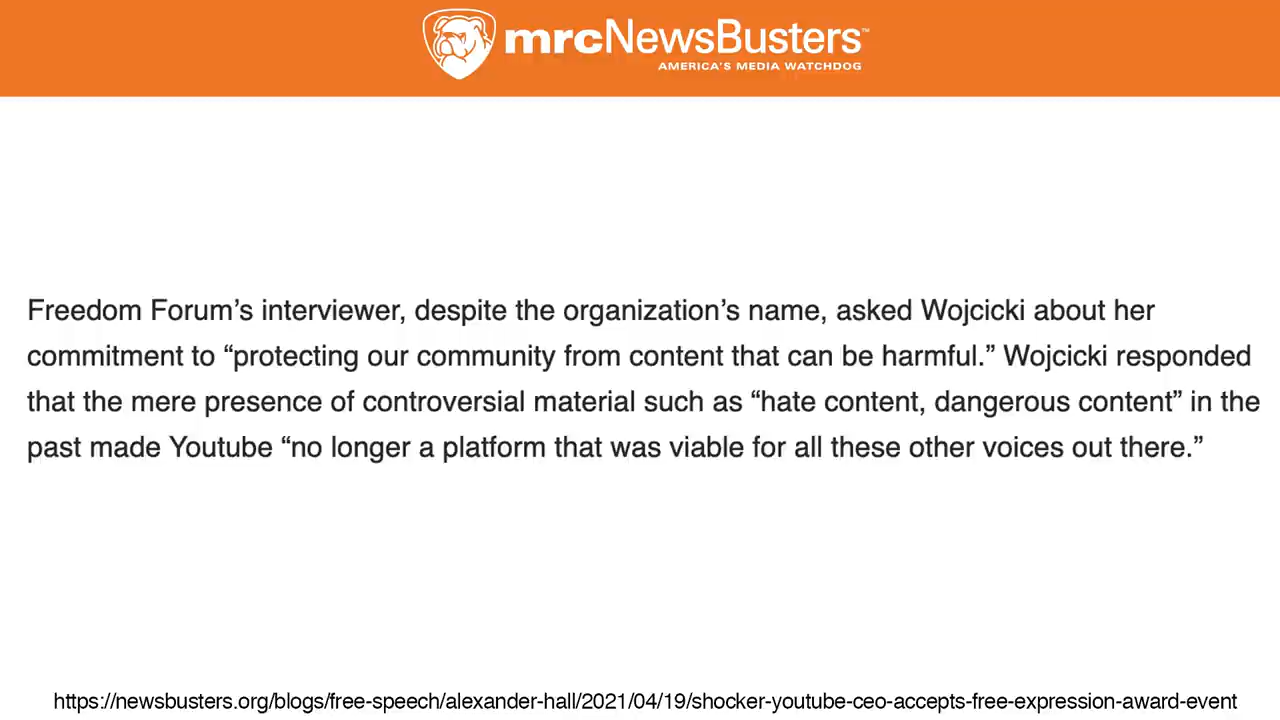 mrcNewsBusters™
AMERICA'S MEDIA WATCHDOG
Freedom Forum’s interviewer, despite the organization’s name, asked Wojcicki about her
commitment to “protecting our community from content that can be harmful.” Wojcicki responded
that the mere presence of controversial material such as “hate content, dangerous content” in the
past made Youtube “no longer a platform that was viable for all these other voices out there.”
https://newsbusters.org/blogs/free-speech/alexander-hall/2021/04/19/shocker-youtube-ceo-accepts-free-expression-award-event